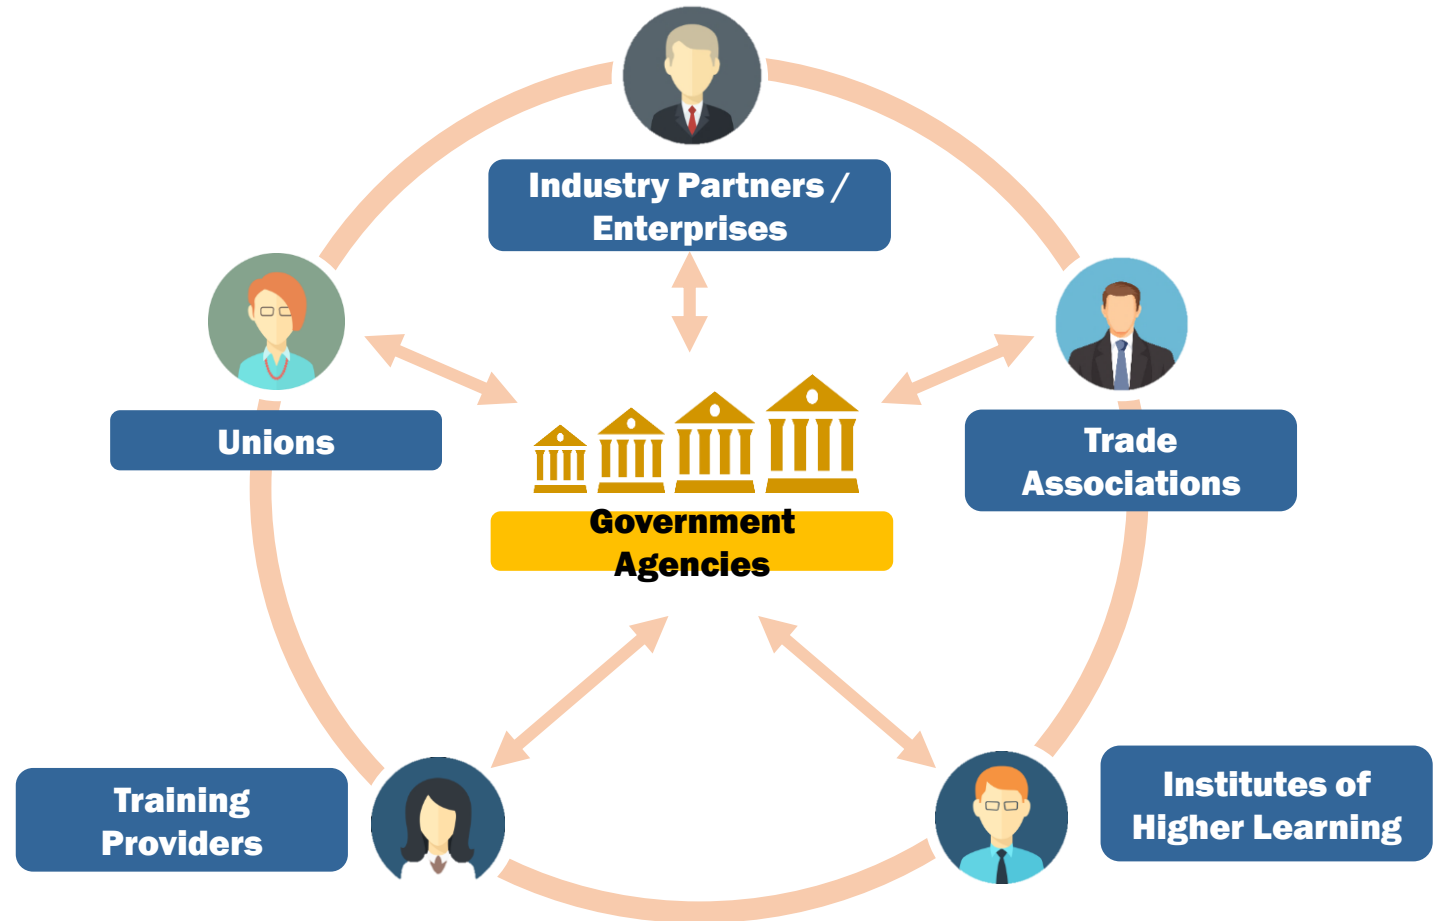 Industry Partners /
Enterprises
Unions
Trade
Associations
Government
Agencies
Training
Providers
Institutes of
Higher Learning